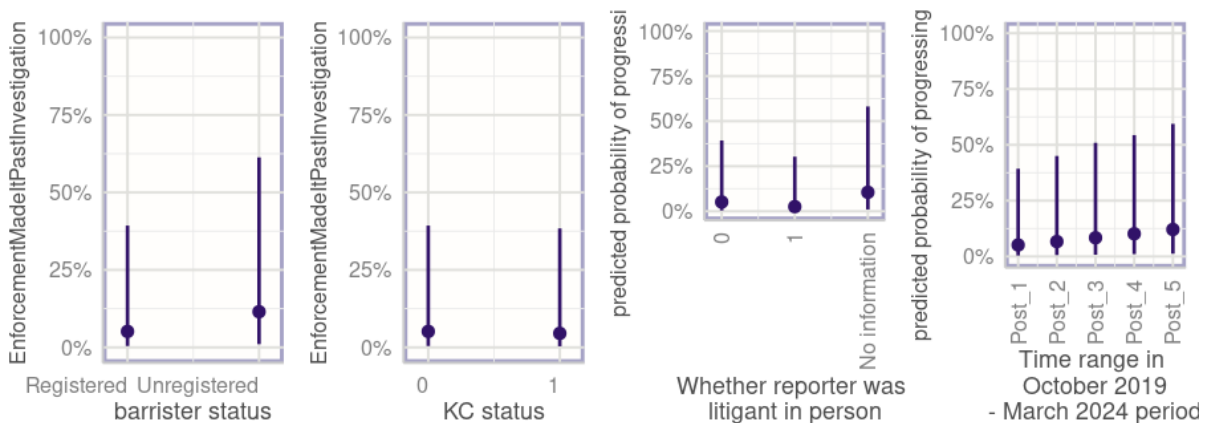 EnforcementMadeItPastInvestigation
100%
75%
50%
25%
0%
Registered Unregistered
barrister status
EnforcementMadeItPastInvestigation
100%
75%
50%
25%
0%
0 1
KC status
predicted probability of progressi
100%
75%
50%
25%
0%
0
1
No information
Whether reporter was
litigant in person
predicted probability of progressing
100%
75%
50%
25%
0%
Post_1
Post_2
Post_3
Post_4
Post_5
Time range in
October 2019
- March 2024 period